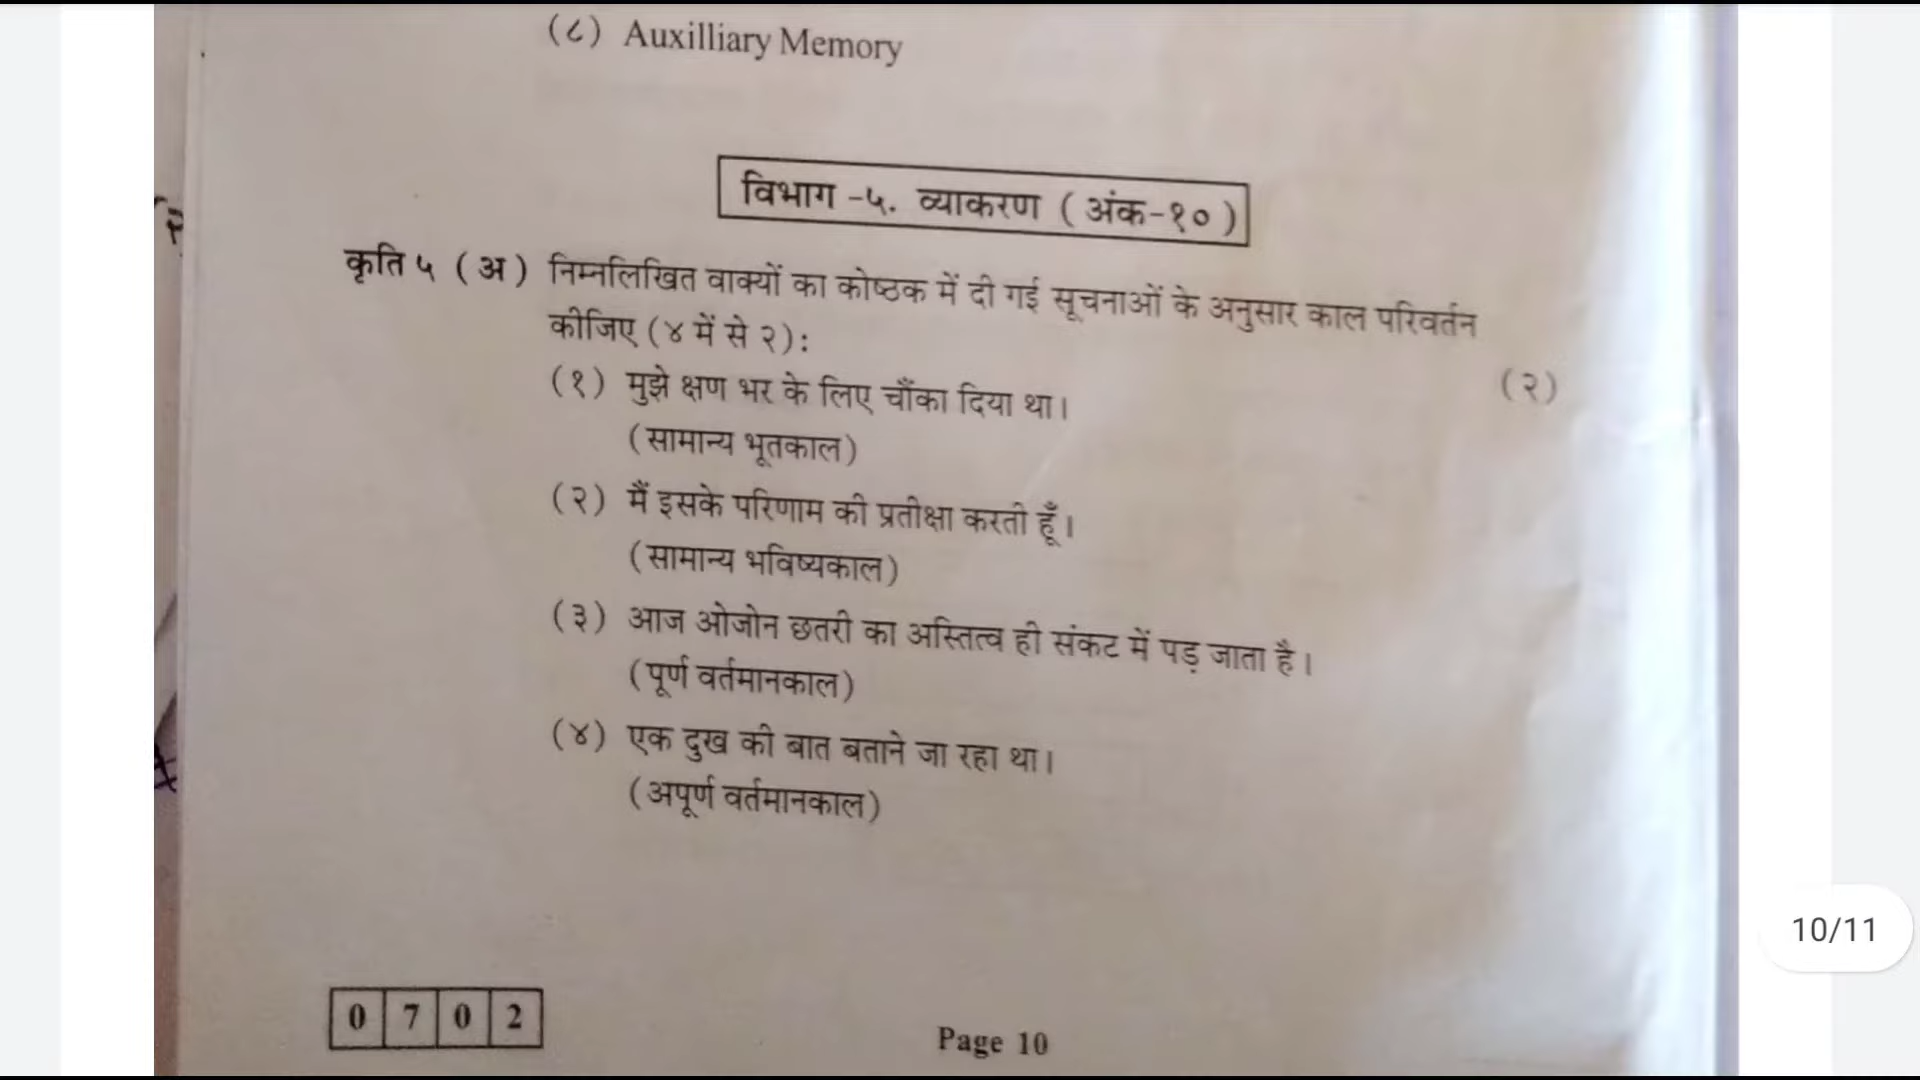 (८) Auxilliary Memory
विभाग -५. व्याकरण ( अंक-१० )
कृति ५ ( अ ) निम्नलिखित वाक्यों का कोष्ठक में दी गई सूचनाओं के अनुसार काल परिवर्तन
कीजिए (४ में से २) :
(२)
(१) मुझे क्षण भर के लिए चौंका दिया था।
(सामान्य भूतकाल)
(२) मैं इसके परिणाम की प्रतीक्षा करती हूँ।
(सामान्य भविष्यकाल)
(३) आज ओजोन छतरी का अस्तित्व ही संकट में पड़ जाता है।
(पूर्ण वर्तमानकाल)
(४) एक दुख की बात बताने जा रहा था।
(अपूर्ण वर्तमानकाल)
0 7 0 2
Page 10
10/11